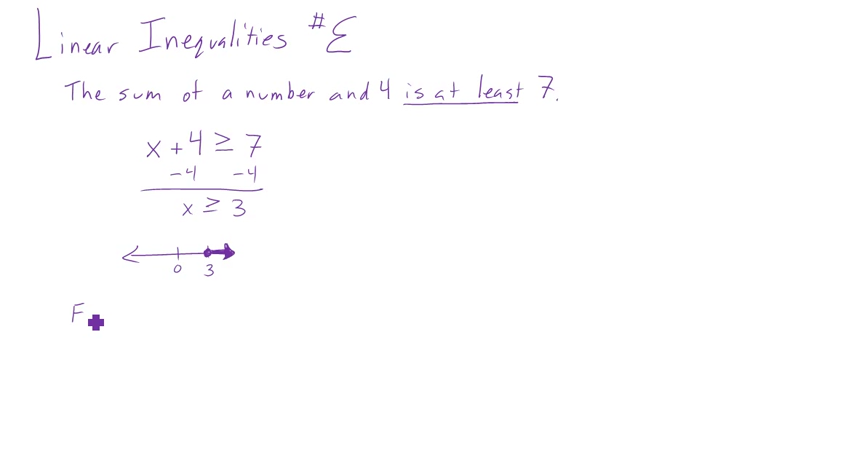 Linear Inequalities #Σ
The sum of a number and 4 is at least 7.
x + 4 ≥ 7
-4 -4
x ≥ 3
0 3
F